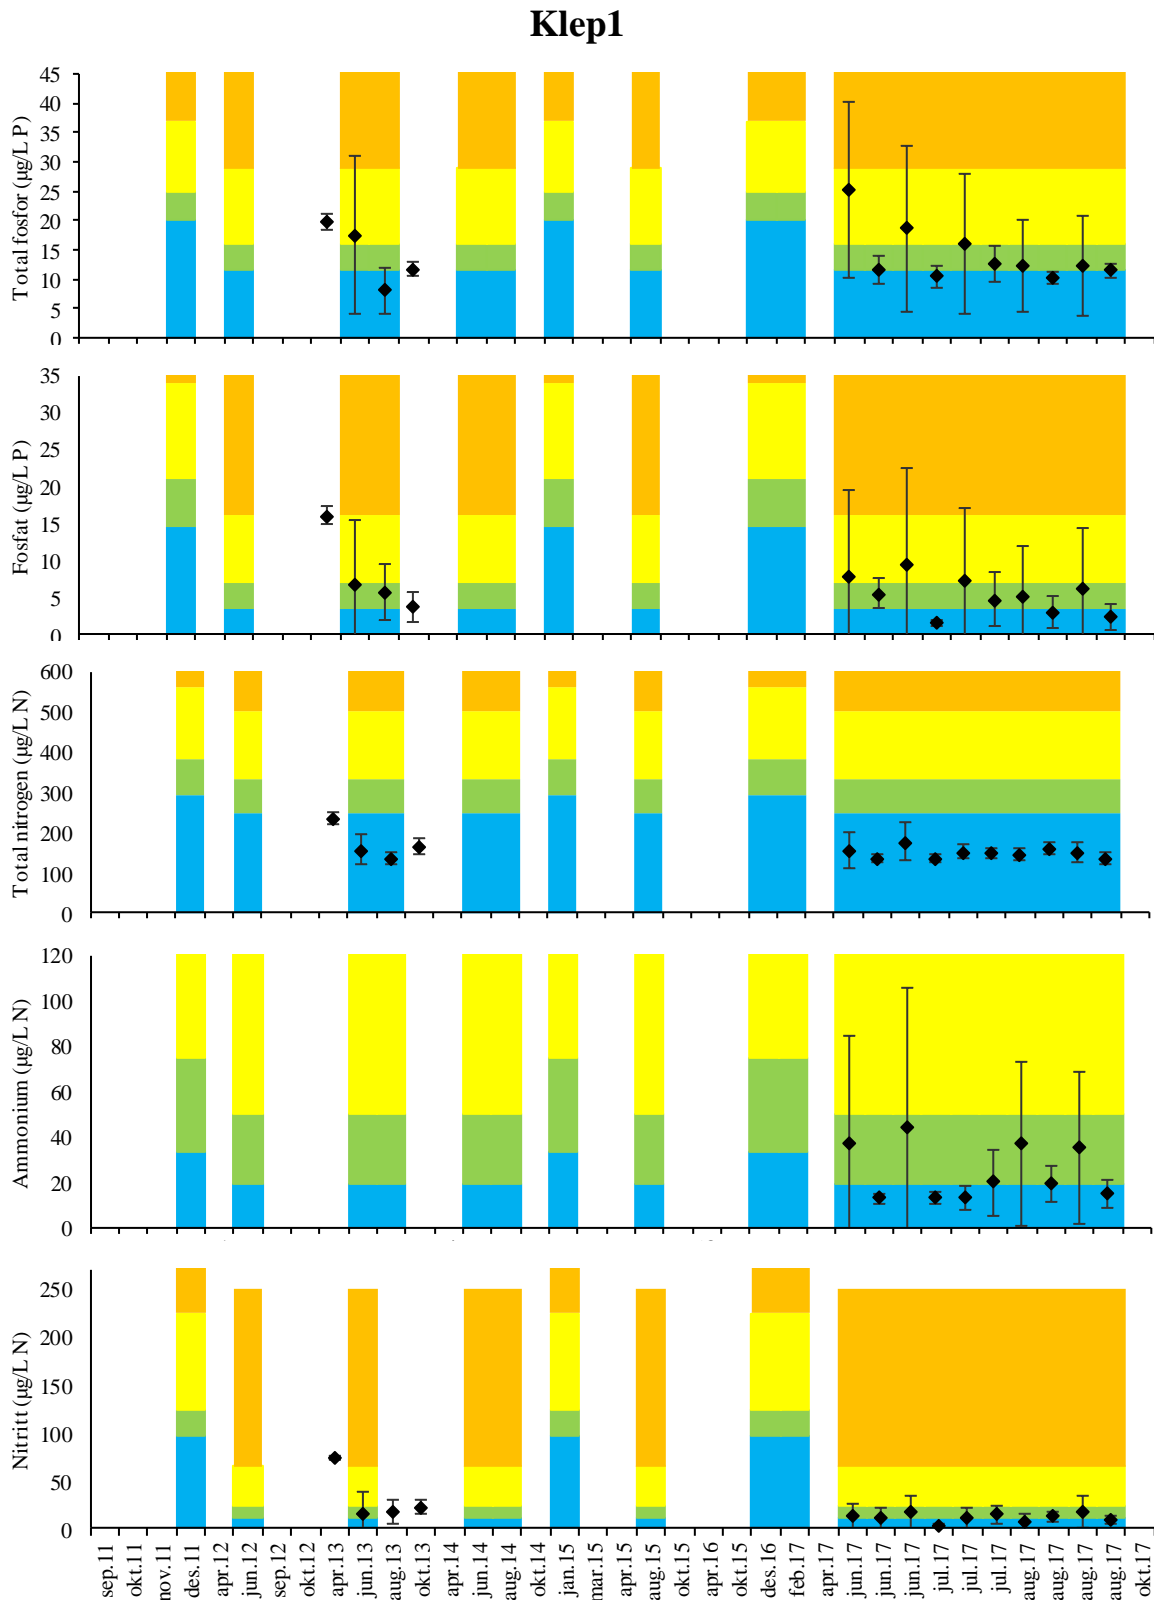 Klep1
Total fosfor (µg/L P)
45
40
35
30
25
20
15
10
5
0
Fosfat (µg/L P)
35
30
25
20
15
10
5
0
Total nitrogen (µg/L N)
600
500
400
300
200
100
0
Ammonium (µg/L N)
120
100
80
60
40
20
0
Nitritt (µg/L N)
250
200
150
100
50
0
sep.11
okt.11
nov.11
des.11
apr.12
jun.12
sep.12
okt.12
apr.13
jun.13
aug.13
okt.13
apr.14
jun.14
aug.14
okt.14
jan.15
mar.15
apr.15
aug.15
okt.15
apr.16
okt.15
des.16
feb.17
apr.17
jun.17
jun.17
jun.17
jul.17
jul.17
jul.17
aug.17
aug.17
aug.17
aug.17
okt.17